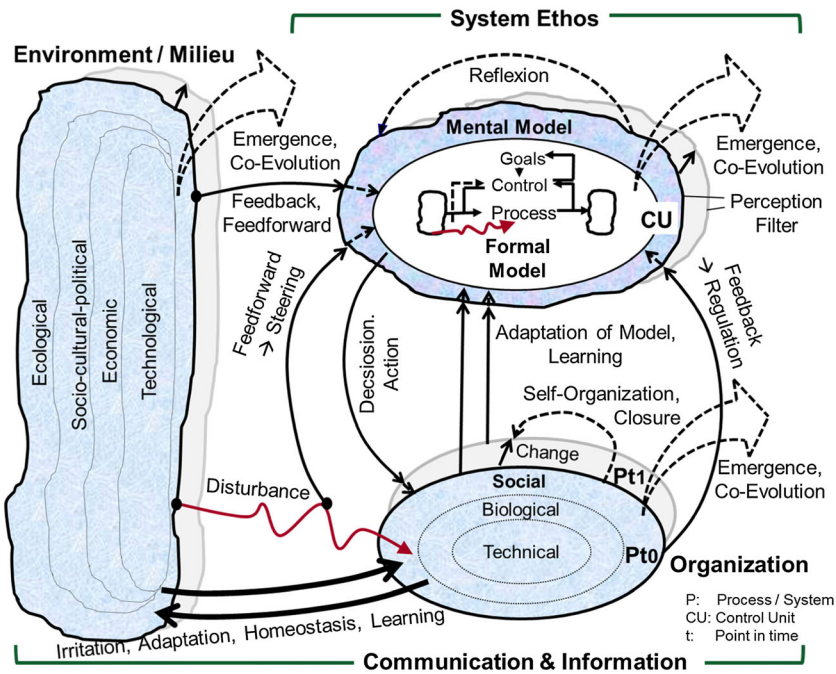 System Ethos
Environment / Milieu
Reflexion
Mental Model
Emergence,
Co-Evolution
Emergence,
Co-Evolution
Goals
Control
Process
Formal
Model
CU
Perception
Filter
Feedback,
Feedforward
Ecological
Socio-cultural-political
Economic
Technological
Feedforward
→ Steering
Decsiosion.
Action
Adaptation of Model,
Learning
Feedback
→ Regulation
Self-Organization,
Closure
Change
Pt1
Emergence,
Co-Evolution
Disturbance
Social
Biological
Technical
Pt0
Organization
P: Process / System
CU: Control Unit
t: Point in time
Irritation, Adaptation, Homeostasis, Learning
Communication & Information